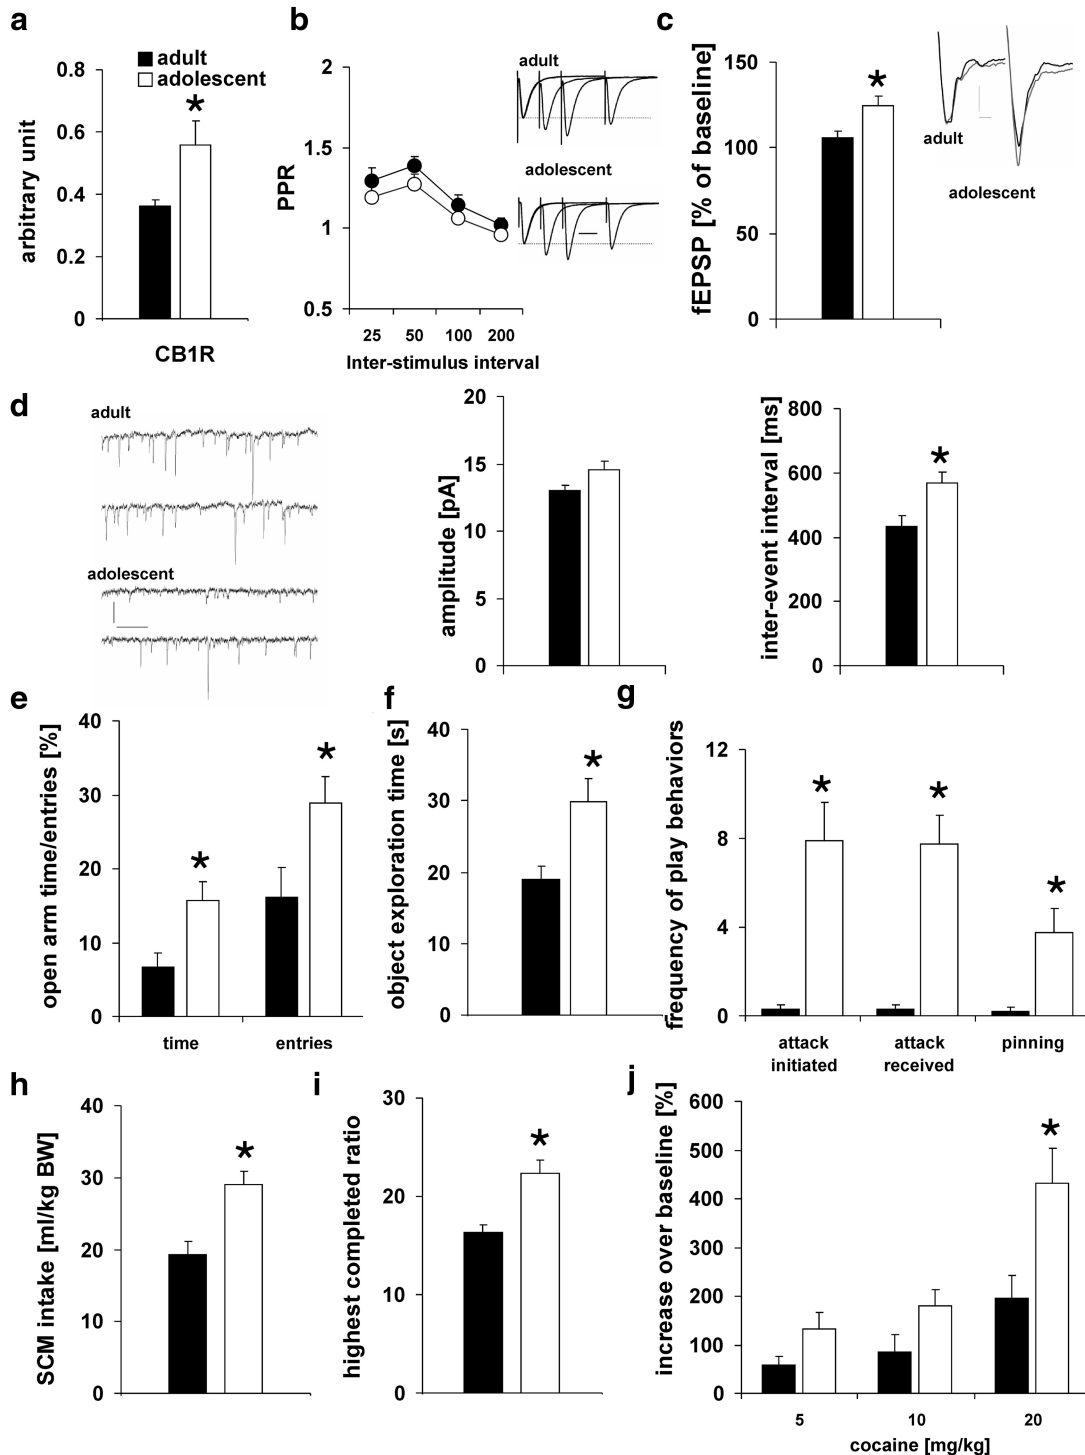 a
adult
adolescent
0.8
0.6
0.4
0.2
0
arbitrary unit
*
CB1R
b
2
1.5
1
0.5
PPR
25 50 100 200
Inter-stimulus interval
adult
adolescent
c
150
100
50
0
fEPSP [% of baseline]
*
adult
adolescent
d
adult
adolescent
20
15
10
5
0
amplitude [pA]
800
600
400
200
0
inter-event interval [ms]
*
e
40
30
20
10
0
open arm time/entries [%]
*
*
time entries
f
40
30
20
10
0
object exploration time [s]
*
g
12
8
4
0
frequency of play behaviors
*
*
*
attack initiated
attack received
pinning
h
40
30
20
10
0
SCM intake [ml/kg BW]
*
i
30
20
10
0
highest completed ratio
*
j
600
500
400
300
200
100
0
increase over baseline [%]
*
5 10 20
cocaine [mg/kg]